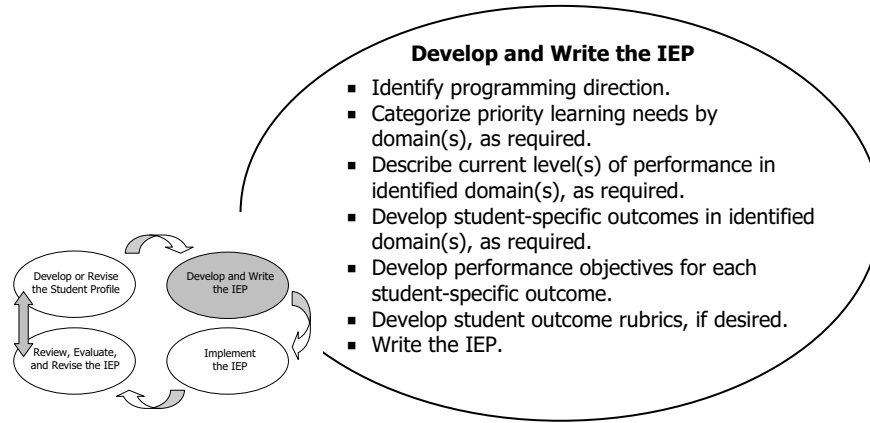 Develop and Write the IEP
▪ Identify programming direction.
▪ Categorize priority learning needs by
domain(s), as required.
▪ Describe current level(s) of performance in
identified domain(s), as required.
▪ Develop student-specific outcomes in identified
domain(s), as required.
▪ Develop performance objectives for each
student-specific outcome.
▪ Develop student outcome rubrics, if desired.
▪ Write the IEP.
Develop or Revise
the Student Profile
Develop and Write
the IEP
Review, Evaluate,
and Revise the IEP
Implement
the IEP